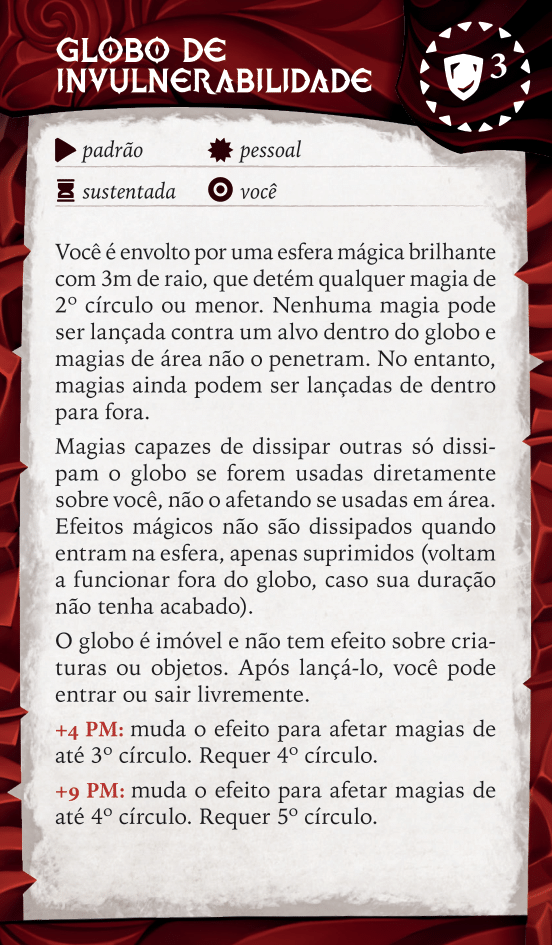 GLOBO DE
INVULNERABILIDADE
3
padrão
pessoal
sustentada
você
Você é envolto por uma esfera mágica brilhante
com 3m de raio, que detém qualquer magia de
2º círculo ou menor. Nenhuma magia pode
ser lançada contra um alvo dentro do globo e
magias de área não o penetram. No entanto,
magias ainda podem ser lançadas de dentro
para fora.
Magias capazes de dissipar outras só dissi-
pam o globo se forem usadas diretamente
sobre você, não o afetando se usadas em área.
Efeitos mágicos não são dissipados quando
entram na esfera, apenas suprimidos (voltam
a funcionar fora do globo, caso sua duração
não tenha acabado).
O globo é imóvel e não tem efeito sobre cria-
turas ou objetos. Após lançá-lo, você pode
entrar ou sair livremente.
+4 PM: muda o efeito para afetar magias de
até 3º círculo. Requer 4º círculo.
+9 PM: muda o efeito para afetar magias de
até 4º círculo. Requer 5º círculo.